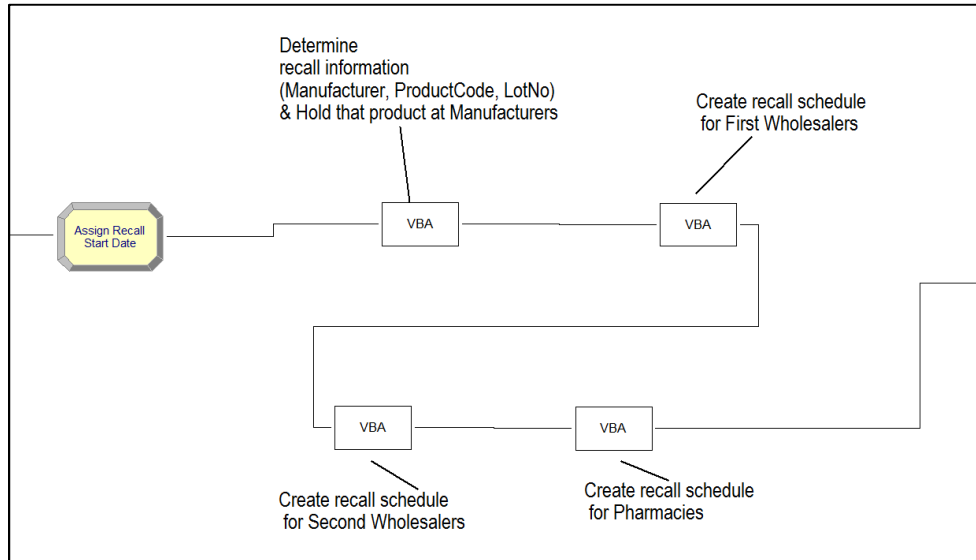 Determine
recall information
(Manufacturer, ProductCode, LotNo)
& Hold that product at Manufacturers
Create recall schedule
for First Wholesalers
Assign Recall
Start Date
VBA
VBA
VBA
VBA
Create recall schedule
for Second Wholesalers
Create recall schedule
for Pharmacies